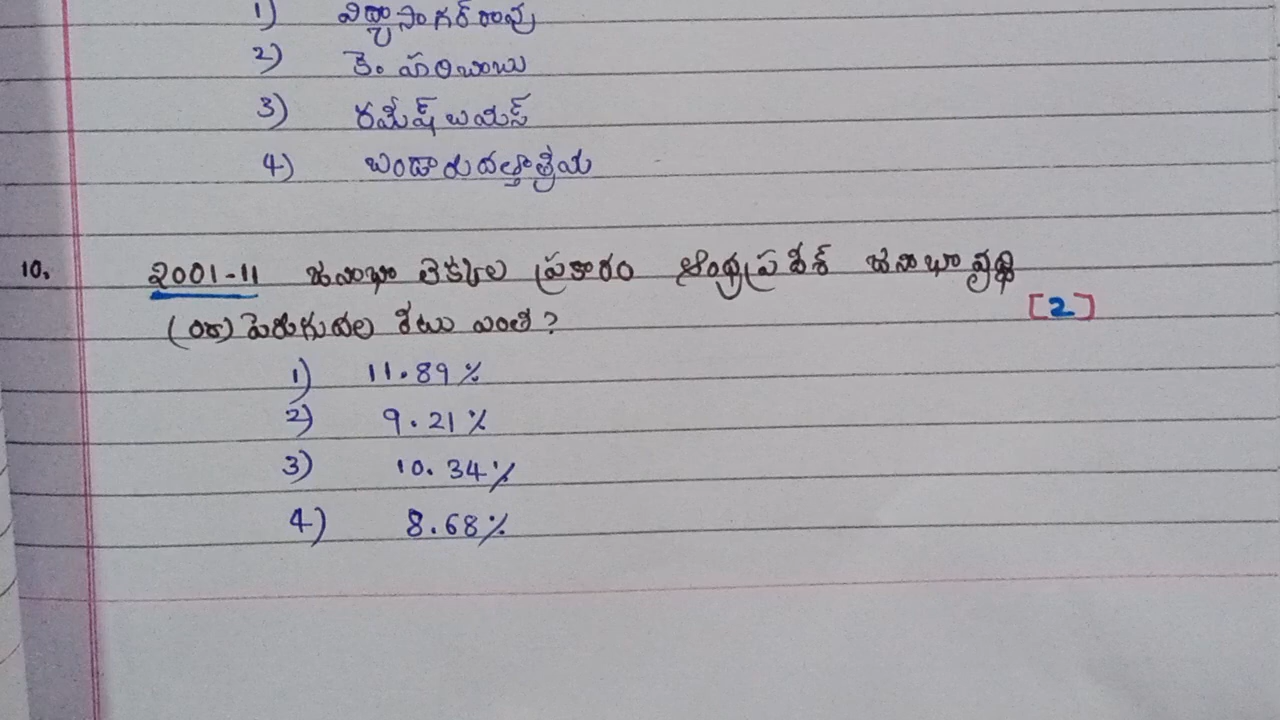 1) విద్యాసాగర్ రావు
2) కె. హరిబాబు
3) రమేష్ బయస్
4) బండారు దత్తాత్రేయ
10. 2001-11 జనాభా లెక్కల ప్రకారం ఆంధ్రప్రదేశ్ జనాభా వృద్ధి
(లేదా) పెరుగుదల రేటు ఎంత? [2]
1) 11.89%
2) 9.21%
3) 10.34%
4) 8.68%